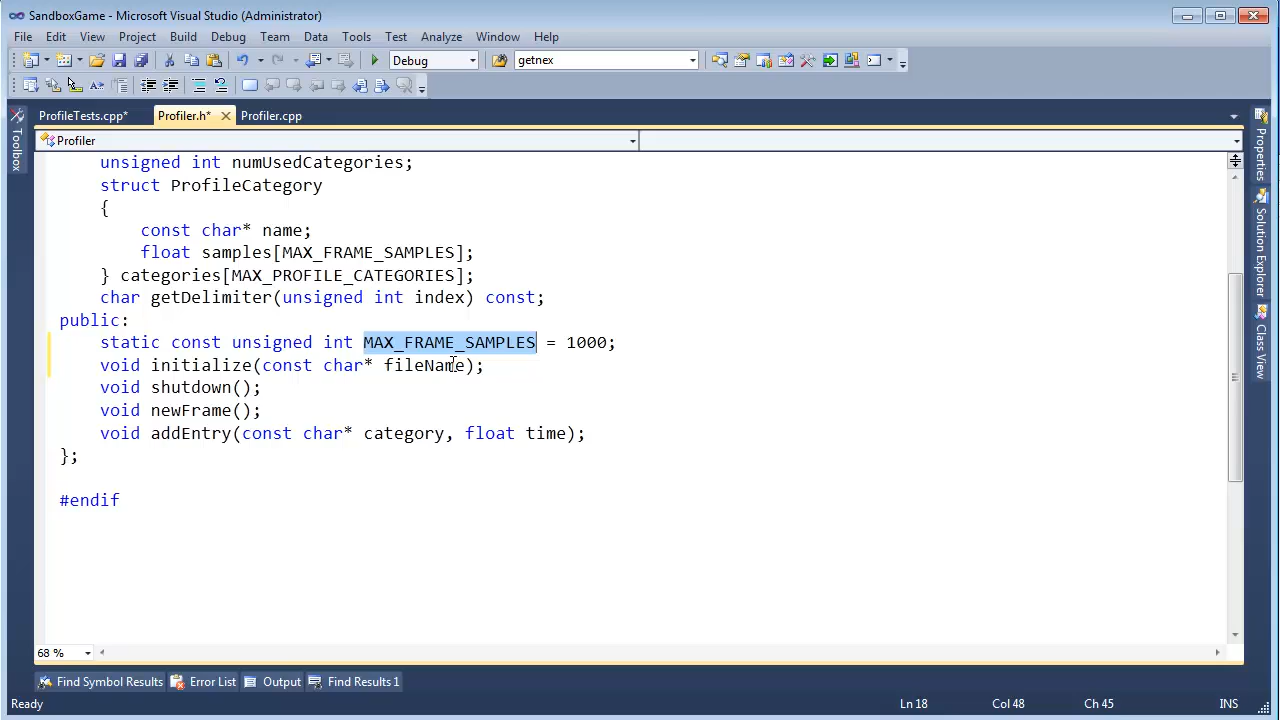 SandboxGame - Microsoft Visual Studio (Administrator)
File Edit View Project Build Debug Team Data Tools Test Analyze Window Help
Debug getnex
ProfileTests.cpp* Profiler.h* Profiler.cpp
Toolbox
Profiler
unsigned int numUsedCategories;
struct ProfileCategory
{
const char* name;
float samples[MAX_FRAME_SAMPLES];
} categories[MAX_PROFILE_CATEGORIES];
char getDelimiter(unsigned int index) const;
public:
static const unsigned int MAX_FRAME_SAMPLES = 1000;
void initialize(const char* fileName);
void shutdown();
void newFrame();
void addEntry(const char* category, float time);
};
#endif
Properties
Solution Explorer
Class View
68 %
Find Symbol Results Error List Output Find Results 1
Ready Ln 18 Col 48 Ch 45 INS